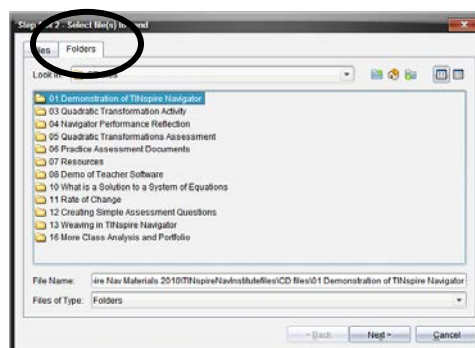 Step 1 of 2 - Select file(s) to send
Files
Folders
Look In:
CD files
01 Demonstration of TINspire Navigator
03 Quadratic Transformation Activity
04 Navigator Performance Reflection
05 Quadratic Transformations Assessment
06 Practice Assessment Documents
07 Resources
08 Demo of Teacher Software
10 What is a Solution to a System of Equations
11 Rate of Change
12 Creating Simple Assessment Questions
13 Weaving in TINspire Navigator
16 More Class Analysis and Portfolio
File Name: ire Nav Materials 2010\TINspireNavInstitutefiles\CD files\01 Demonstration of TINspire Navigator
Files of Type: Folders
< Back Next > Cancel